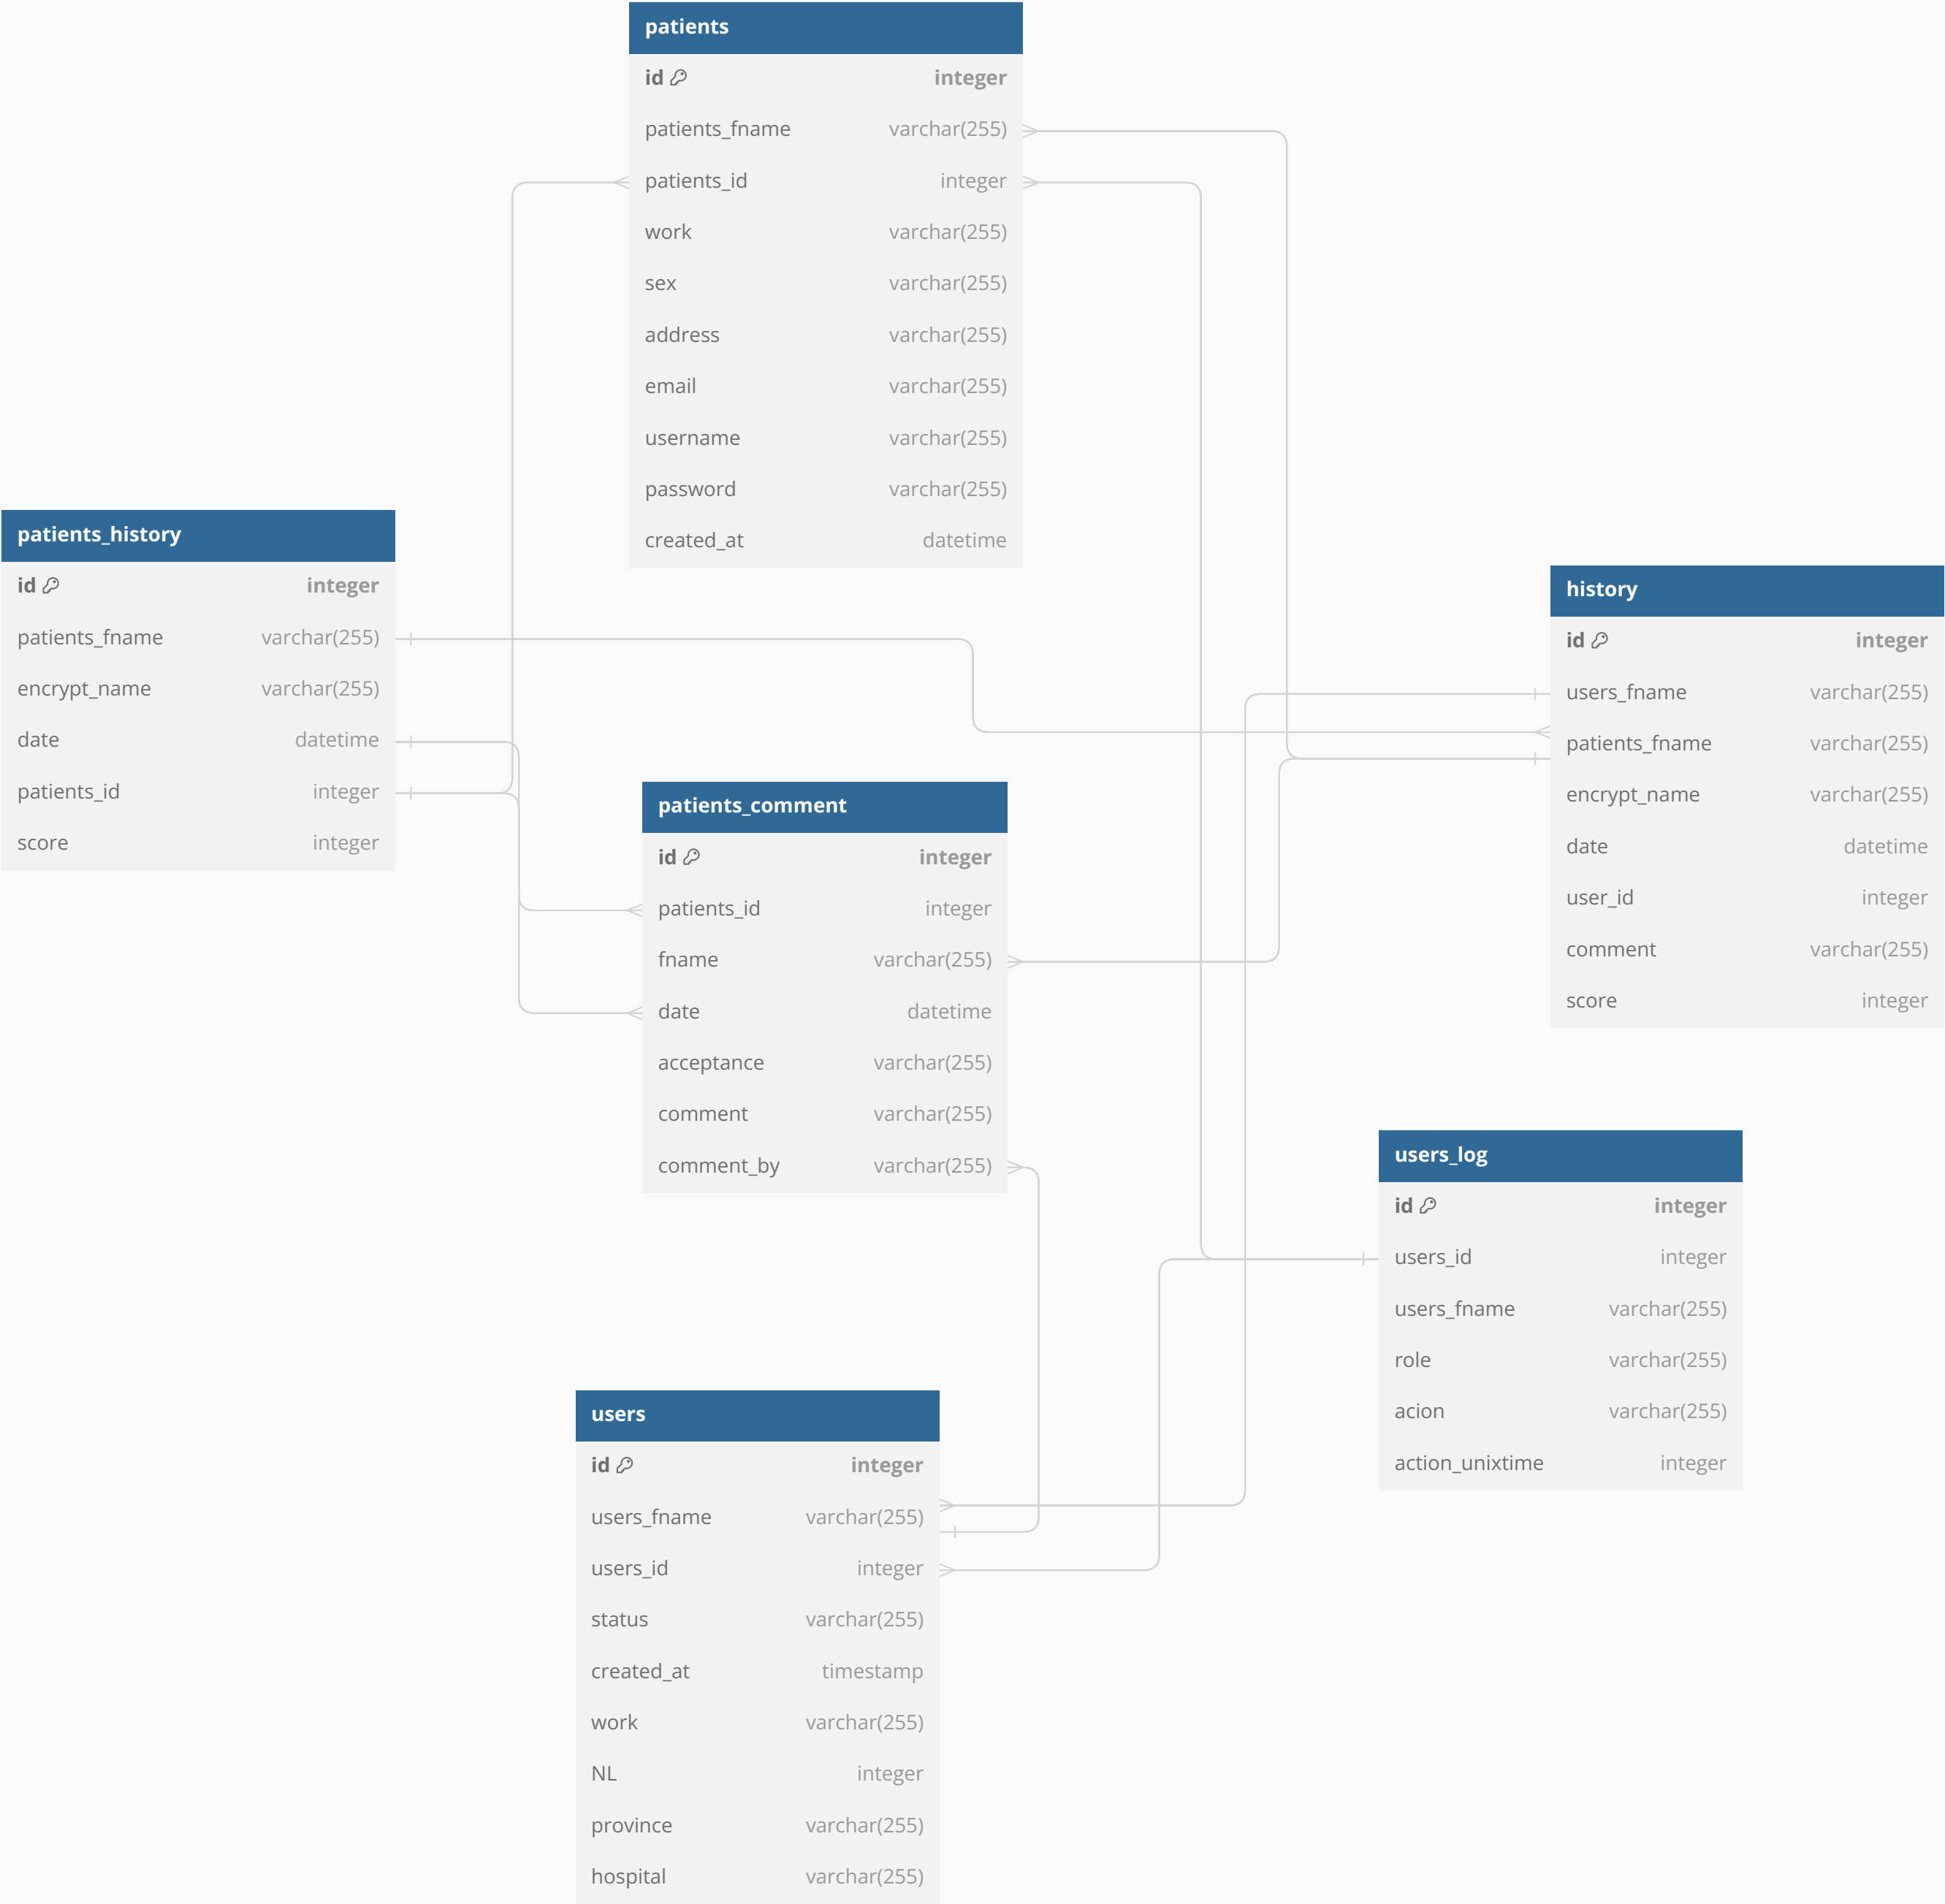 patients
id integer
patients_fname varchar(255)
patients_id integer
work varchar(255)
sex varchar(255)
address varchar(255)
email varchar(255)
username varchar(255)
password varchar(255)
created_at datetime
patients_history
id integer
patients_fname varchar(255)
encrypt_name varchar(255)
date datetime
patients_id integer
score integer
history
id integer
users_fname varchar(255)
patients_fname varchar(255)
encrypt_name varchar(255)
date datetime
user_id integer
comment varchar(255)
score integer
patients_comment
id integer
patients_id integer
fname varchar(255)
date datetime
acceptance varchar(255)
comment varchar(255)
comment_by varchar(255)
users_log
id integer
users_id integer
users_fname varchar(255)
role varchar(255)
acion varchar(255)
action_unixtime integer
users
id integer
users_fname varchar(255)
users_id integer
status varchar(255)
created_at timestamp
work varchar(255)
NL integer
province varchar(255)
hospital varchar(255)